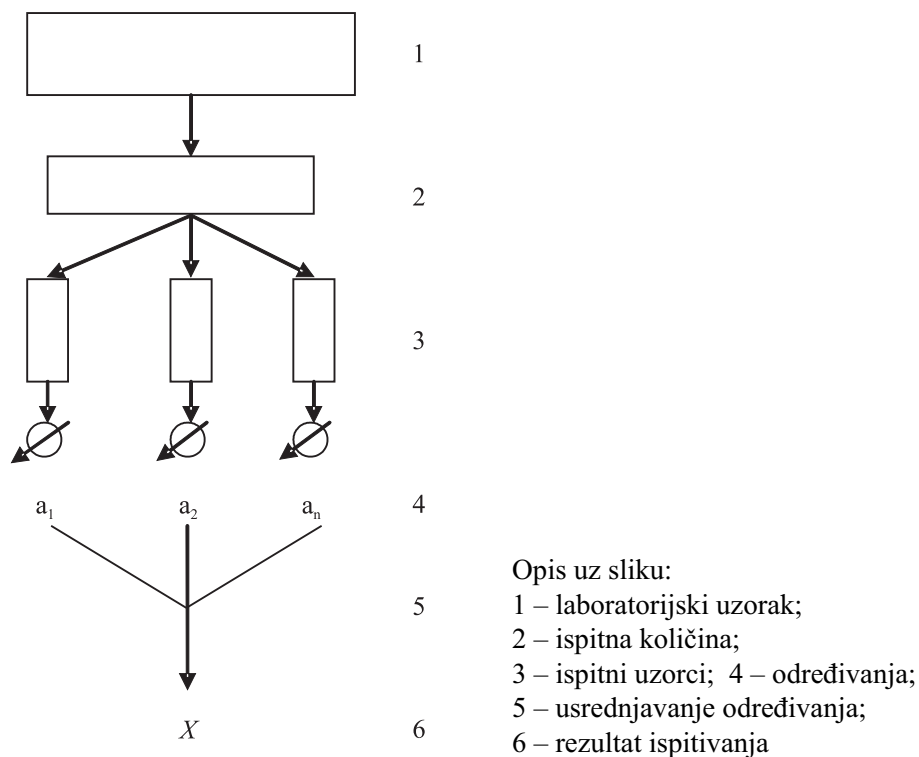 1
2
3
a₁ a₂ aₙ 4
5
X 6
Opis uz sliku:
1 – laboratorijski uzorak;
2 – ispitna količina;
3 – ispitni uzorci; 4 – određivanja;
5 – usrednjavanje određivanja;
6 – rezultat ispitivanja